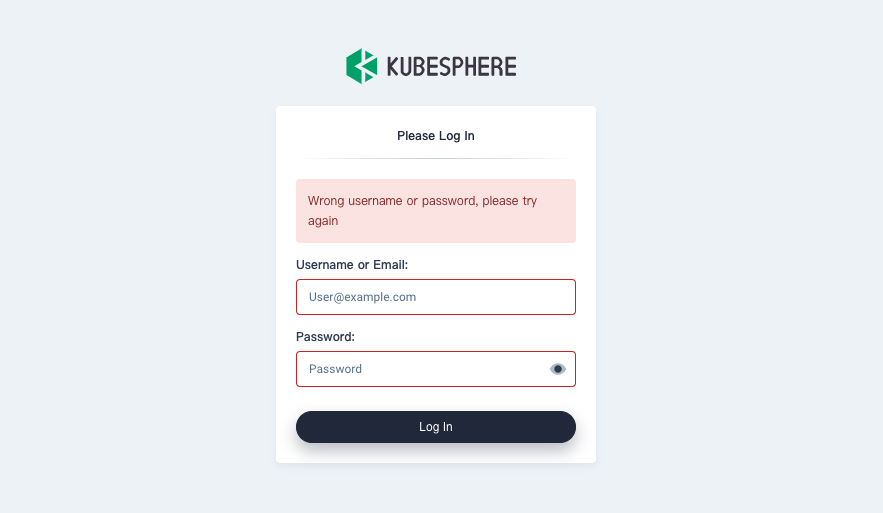 KUBESPHERE
Please Log In
Wrong username or password, please try
again
Username or Email:
User@example.com
Password:
Password
Log In